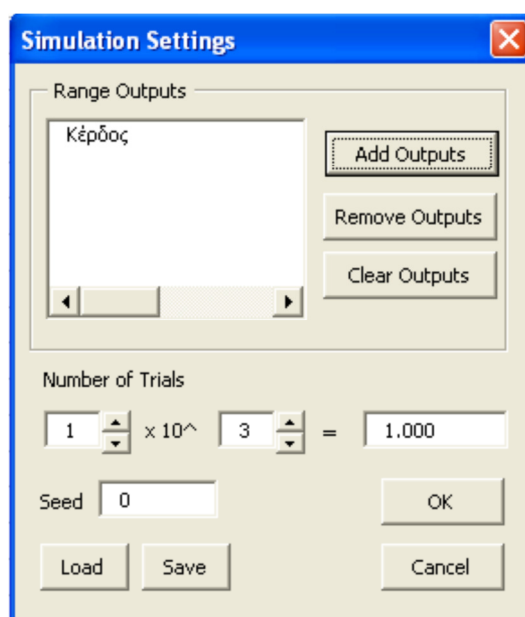 Simulation Settings
Range Outputs
Κέρδος
Add Outputs
Remove Outputs
Clear Outputs
Number of Trials
1 x 10^ 3 = 1.000
Seed 0
OK
Load Save Cancel